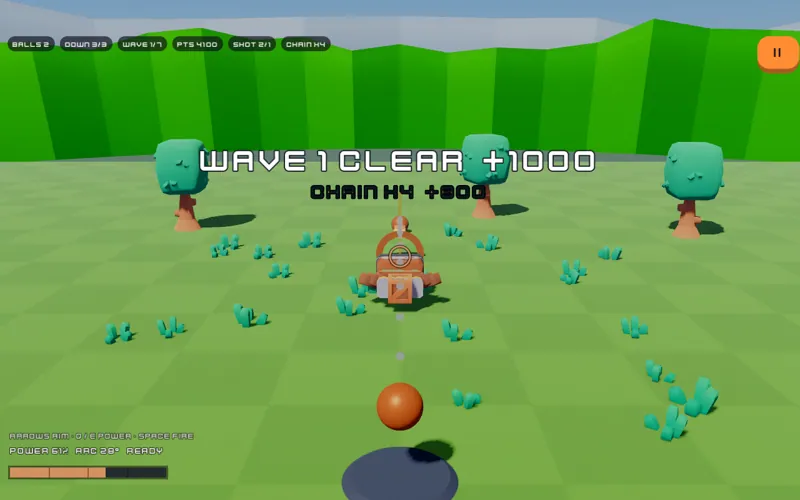 BALLS 2 DOWN 3/3 WAVE 1/7 PTS 4100 SHOT 2/1 CHAIN X4
WAVE 1 CLEAR +1000
CHAIN X4 +800
ARROWS AIM · Q / E POWER · SPACE FIRE
POWER 61% ARC 28° READY